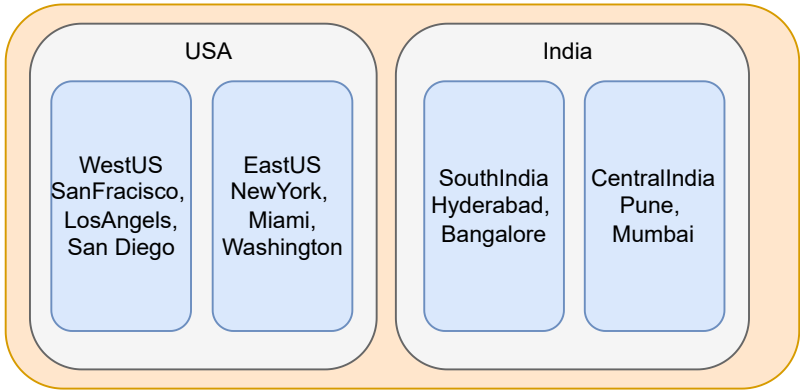 USA
WestUS
SanFracisco,
LosAngels,
San Diego
EastUS
NewYork,
Miami,
Washington
India
SouthIndia
Hyderabad,
Bangalore
CentralIndia
Pune,
Mumbai